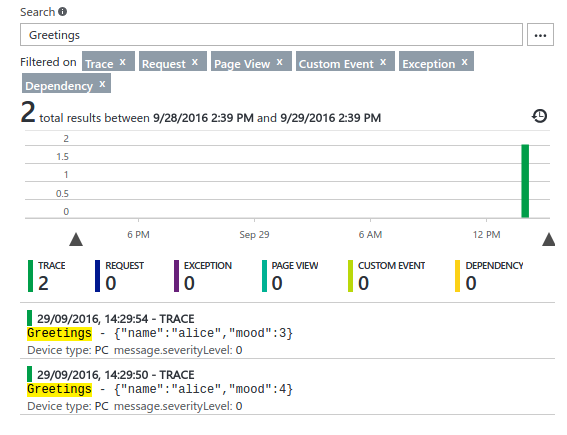 Search
Greetings
...
Filtered on Trace x Request x Page View x Custom Event x Exception x
Dependency x
2 total results between 9/28/2016 2:39 PM and 9/29/2016 2:39 PM
2
1.5
1
0.5
0
6 PM Sep 29 6 AM 12 PM
TRACE REQUEST EXCEPTION PAGE VIEW CUSTOM EVENT DEPENDENCY
2 0 0 0 0 0
29/09/2016, 14:29:54 - TRACE
Greetings - {"name":"alice","mood":3}
Device type: PC message.severityLevel: 0
29/09/2016, 14:29:50 - TRACE
Greetings - {"name":"alice","mood":4}
Device type: PC message.severityLevel: 0